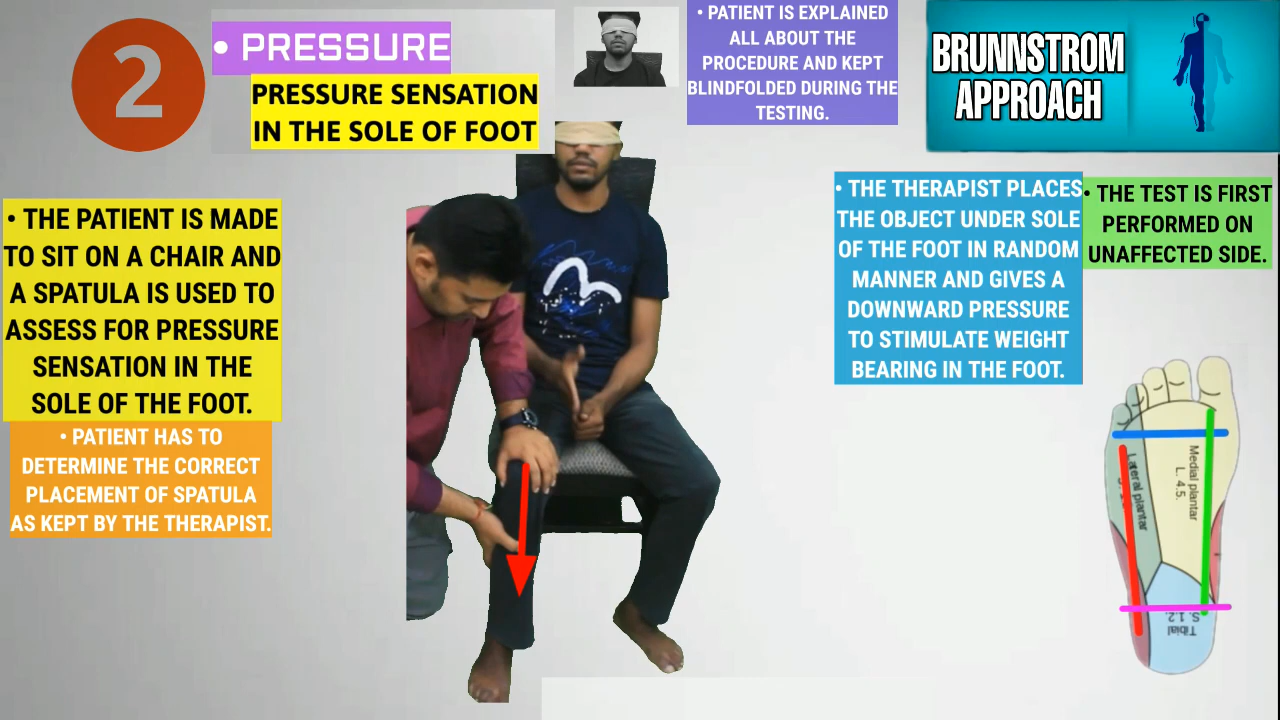 2
• PRESSURE
PRESSURE SENSATION
IN THE SOLE OF FOOT
• PATIENT IS EXPLAINED
ALL ABOUT THE
PROCEDURE AND KEPT
BLINDFOLDED DURING THE
TESTING.
BRUNNSTROM
APPROACH
• THE PATIENT IS MADE
TO SIT ON A CHAIR AND
A SPATULA IS USED TO
ASSESS FOR PRESSURE
SENSATION IN THE
SOLE OF THE FOOT.
• PATIENT HAS TO
DETERMINE THE CORRECT
PLACEMENT OF SPATULA
AS KEPT BY THE THERAPIST.
• THE THERAPIST PLACES
THE OBJECT UNDER SOLE
OF THE FOOT IN RANDOM
MANNER AND GIVES A
DOWNWARD PRESSURE
TO STIMULATE WEIGHT
BEARING IN THE FOOT.
• THE TEST IS FIRST
PERFORMED ON
UNAFFECTED SIDE.
Lateral plantar
Medial plantar
L. 4.5.
Tibial
S. 1.2.